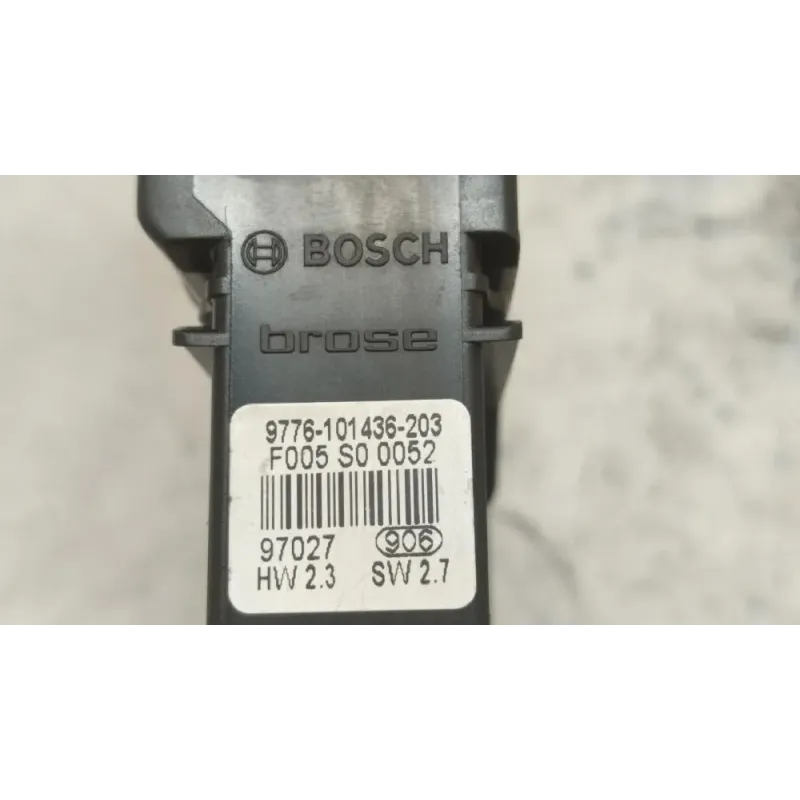 BOSCH
brose
9776-101436-203
F005 S0 0052
97027 906
HW 2.3 SW 2.7